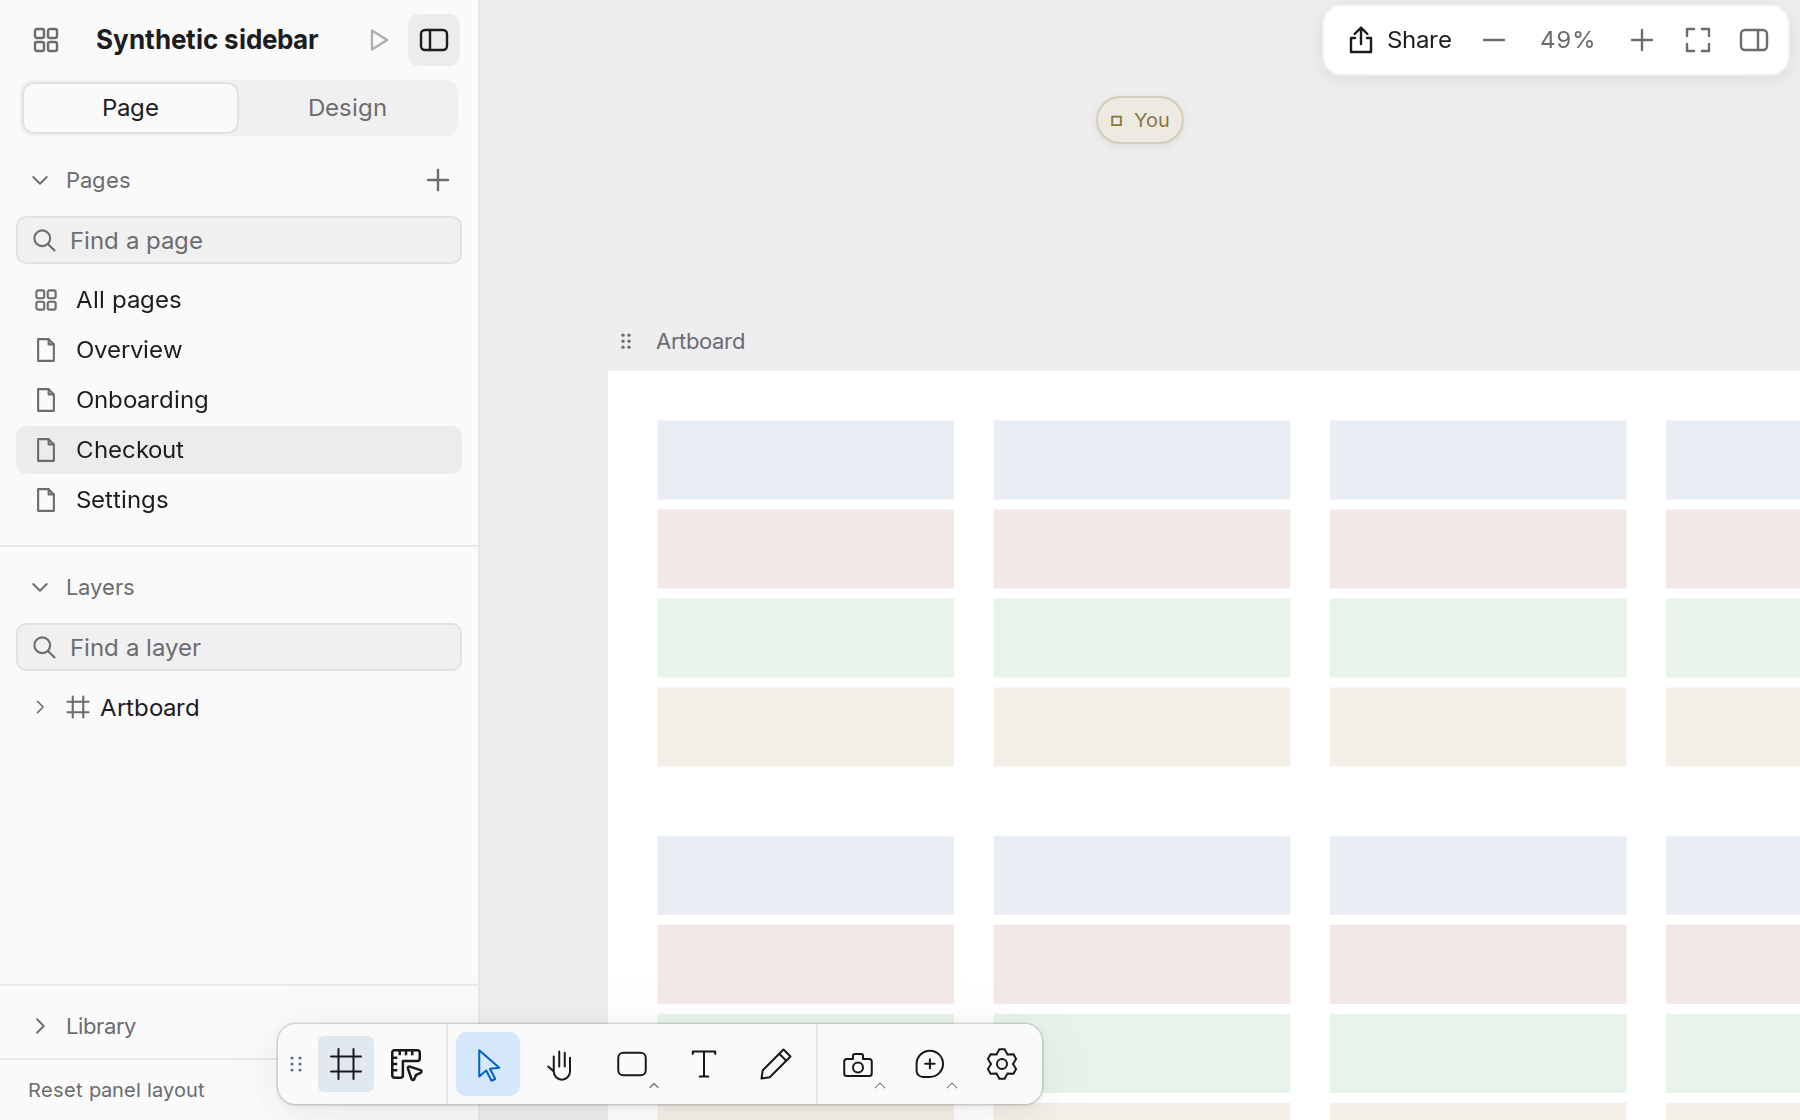 Synthetic sidebar
Share
49%
Page
Design
You
Pages
Find a page
All pages
Overview
Onboarding
Checkout
Settings
Artboard
Layers
Find a layer
Artboard
Library
Reset panel layout